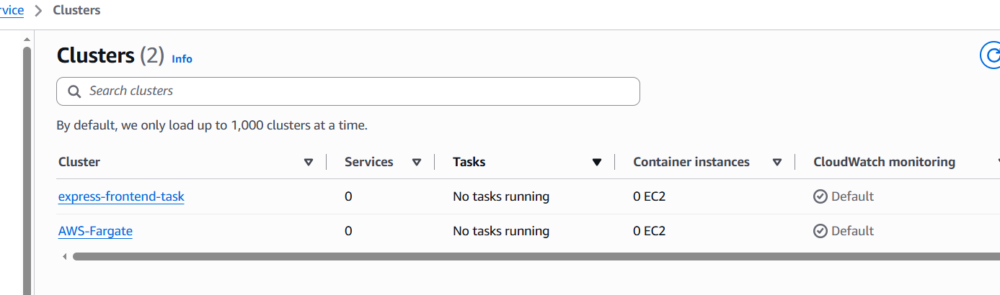 rvice > Clusters
Clusters (2) Info
Search clusters
By default, we only load up to 1,000 clusters at a time.
Cluster Services Tasks Container instances CloudWatch monitoring
express-frontend-task 0 No tasks running 0 EC2 Default
AWS-Fargate 0 No tasks running 0 EC2 Default